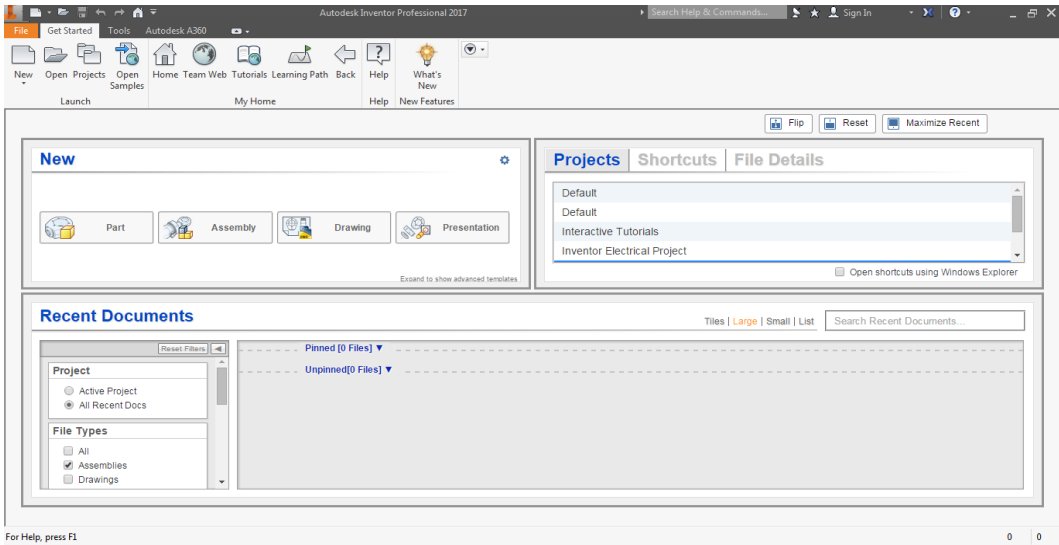 Autodesk Inventor Professional 2017
Search Help & Commands...
Sign In
File
Get Started
Tools
Autodesk A360
New
Open
Projects
Open Samples
Home
Team Web
Tutorials
Learning Path
Back
Help
What's New
Launch
My Home
Help
New Features
Flip
Reset
Maximize Recent
New
Part
Assembly
Drawing
Presentation
Expand to show advanced templates
Projects
Shortcuts
File Details
Default
Default
Interactive Tutorials
Inventor Electrical Project
Open shortcuts using Windows Explorer
Recent Documents
Tiles | Large | Small | List
Search Recent Documents...
Reset Filters
Pinned [0 Files] ▼
Unpinned[0 Files] ▼
Project
Active Project
All Recent Docs
File Types
All
Assemblies
Drawings
For Help, press F1
0 0